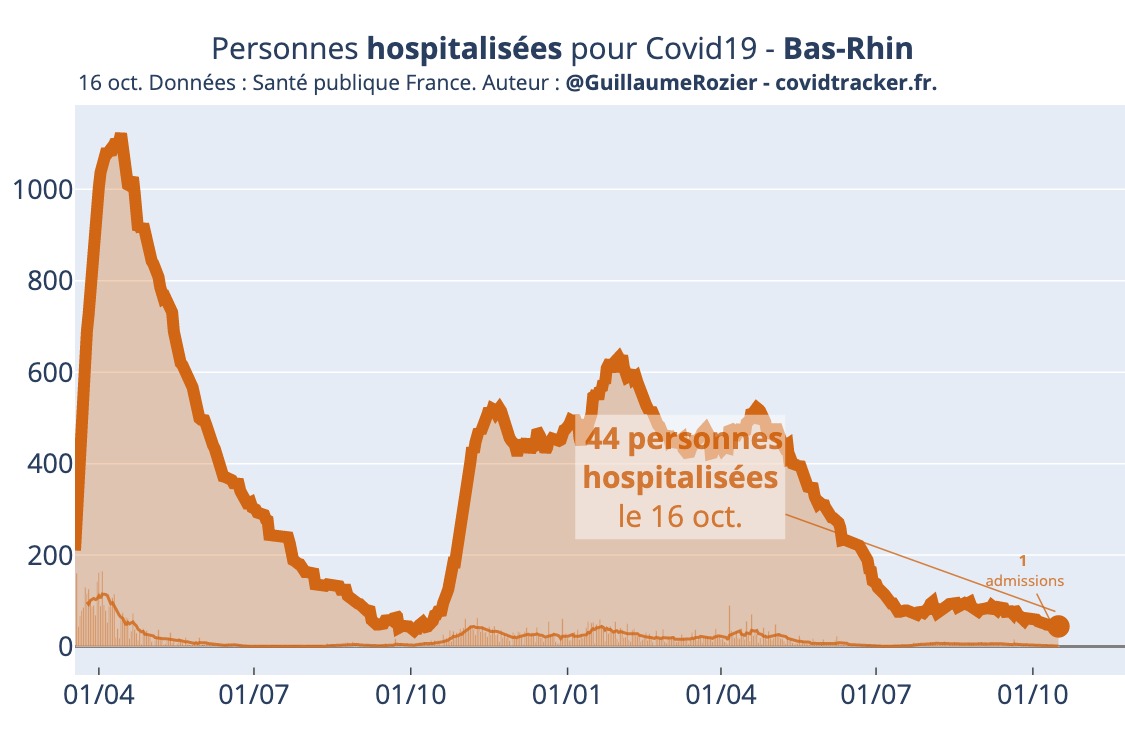 Personnes hospitalisées pour Covid19 - Bas-Rhin
16 oct. Données : Santé publique France. Auteur : @GuillaumeRozier - covidtracker.fr.
1000
800
600
400
200
0
44 personnes
hospitalisées
le 16 oct.
1
admissions
01/04
01/07
01/10
01/01
01/04
01/07
01/10